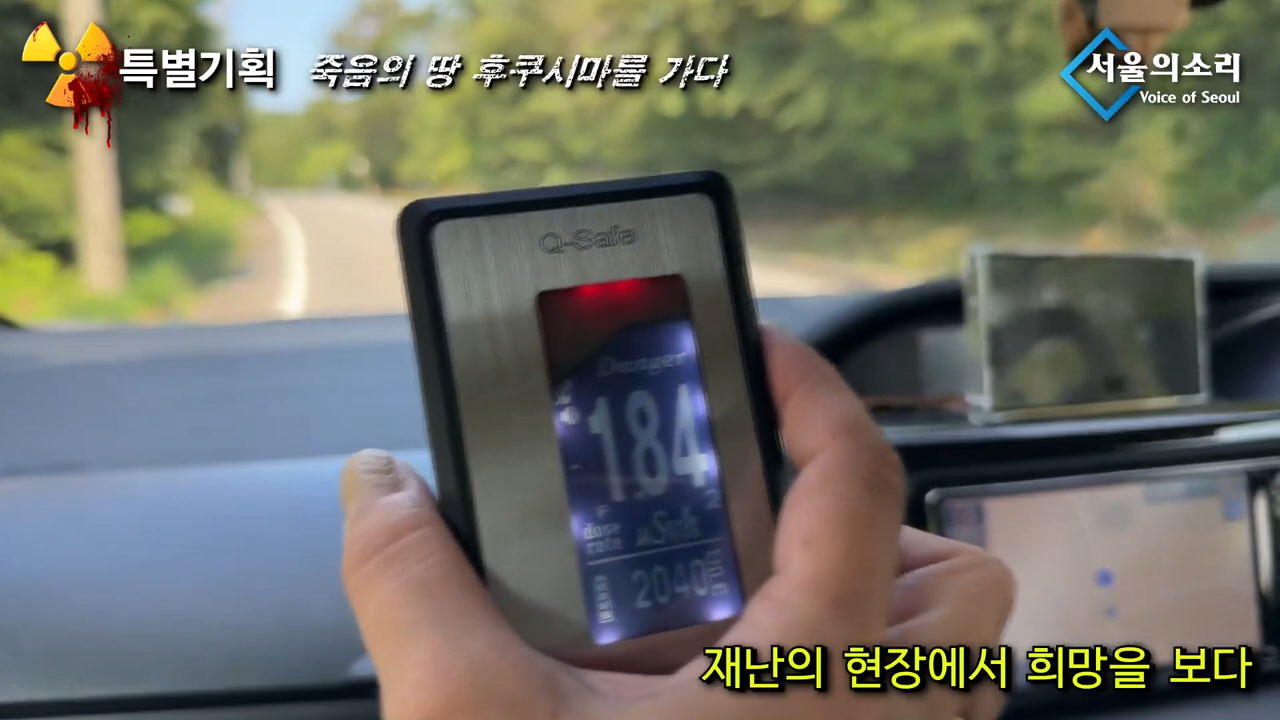 특별기획 죽음의 땅 후쿠시마를 가다
서울의소리
Voice of Seoul
Q-Safe
Danger
1.84
dose
rate
μSv/h
2040
재난의 현장에서 희망을 보다